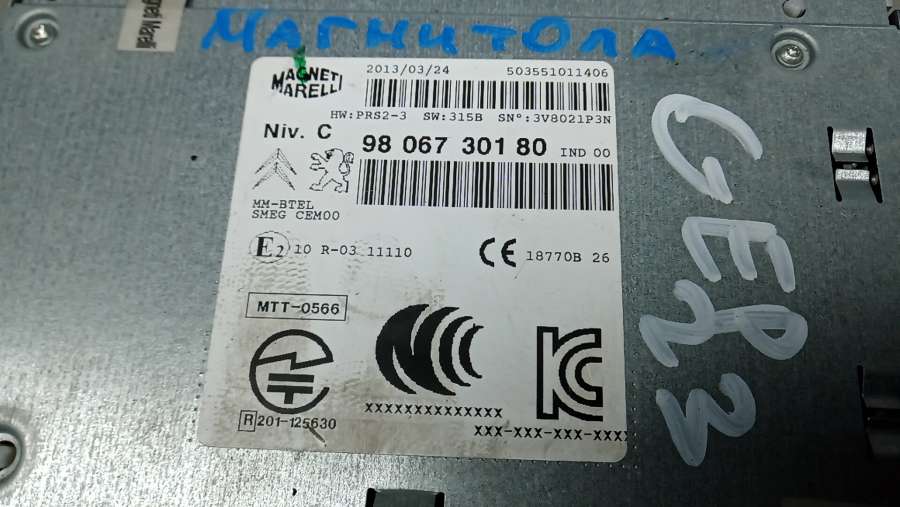 Magneti Marelli
МАГНИТОЛА
MAGNETI
MARELLI
2013/03/24 503551011406
HW:PRS2-3 SW:315B SN°:3V8021P3N
Niv. C 98 067 301 80 IND 00
MM-BTEL
SMEG CEM00
E2 10 R-03 11110
CE 18770B 26
MTT-0566
R 201-125630
XXXXXXXXXXXXXX
XXX-XXX-XXX-XXXX